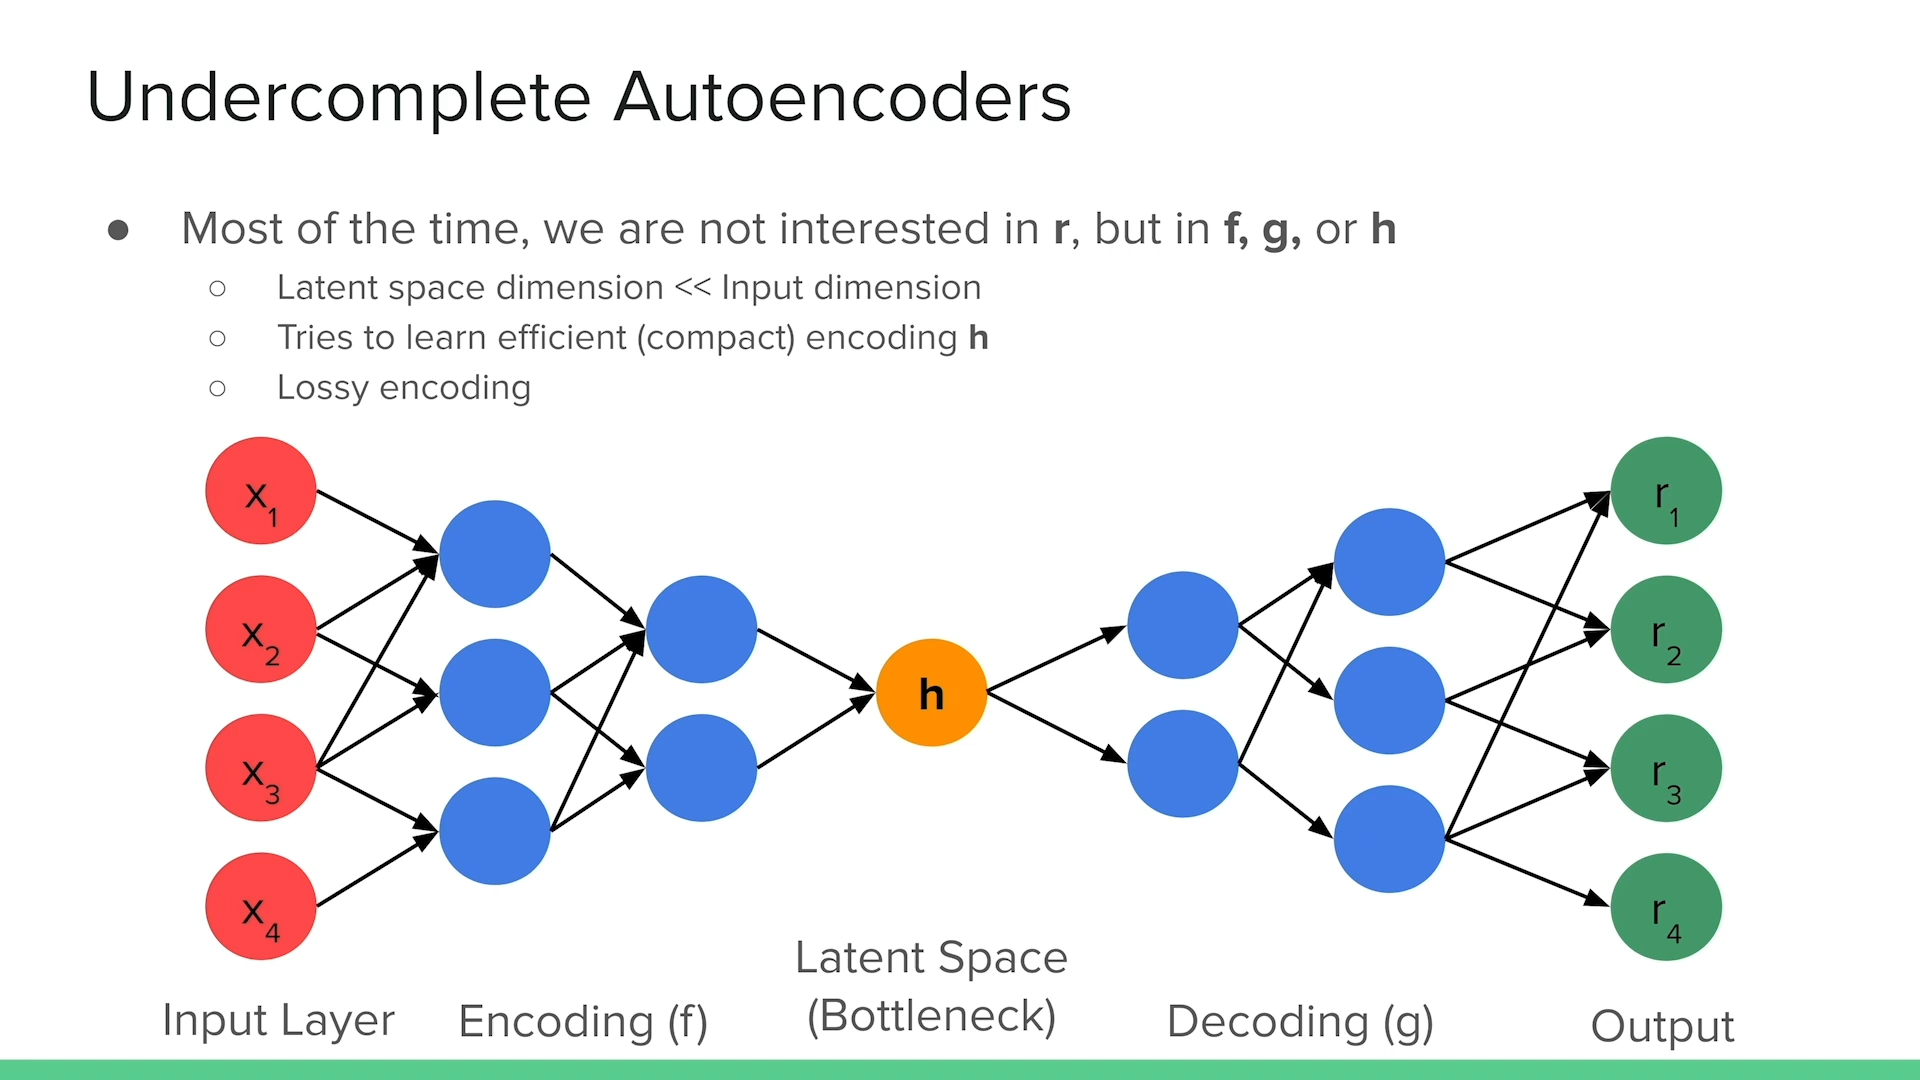 Undercomplete Autoencoders
● Most of the time, we are not interested in r, but in f, g, or h
○ Latent space dimension << Input dimension
○ Tries to learn efficient (compact) encoding h
○ Lossy encoding
x1
x2
x3
x4
h
r1
r2
r3
r4
Input Layer
Encoding (f)
Latent Space
(Bottleneck)
Decoding (g)
Output